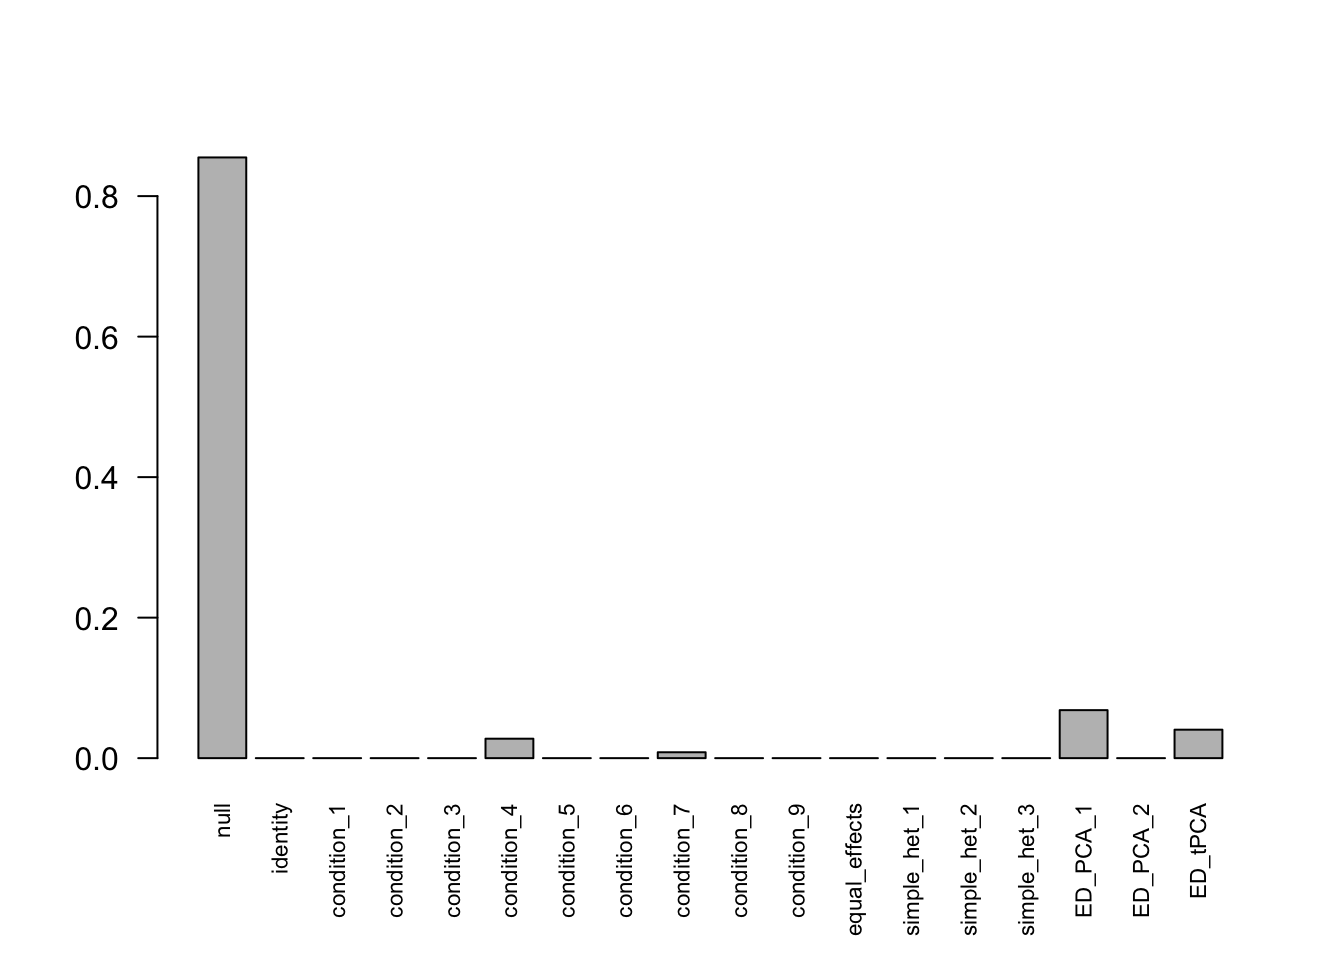 0.8
0.6
0.4
0.2
0.0
null
identity
condition_1
condition_2
condition_3
condition_4
condition_5
condition_6
condition_7
condition_8
condition_9
equal_effects
simple_het_1
simple_het_2
simple_het_3
ED_PCA_1
ED_PCA_2
ED_tPCA